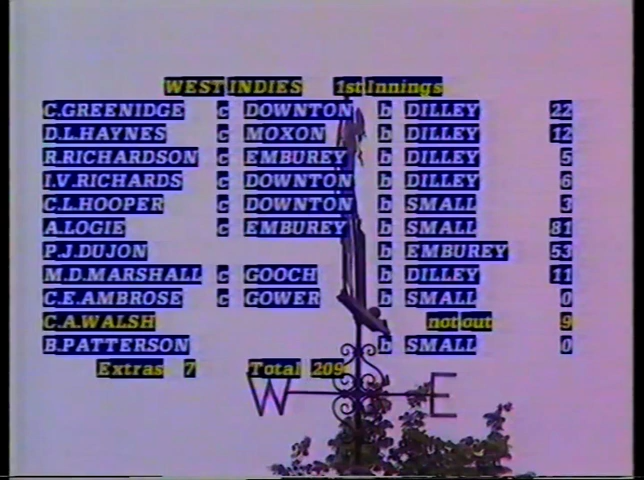 WEST INDIES 1st Innings
C.GREENIDGE c DOWNTON b DILLEY 22
D.L.HAYNES c MOXON b DILLEY 12
R.RICHARDSON c EMBUREY b DILLEY 5
I.V.RICHARDS c DOWNTON b DILLEY 6
C.L.HOOPER c DOWNTON b SMALL 3
A.LOGIE c EMBUREY b SMALL 81
P.J.DUJON b EMBUREY 53
M.D.MARSHALL c GOOCH b DILLEY 11
C.E.AMBROSE c GOWER b SMALL 0
C.A.WALSH not out 9
B.PATTERSON b SMALL 0
Extras 7 Total 209
W E